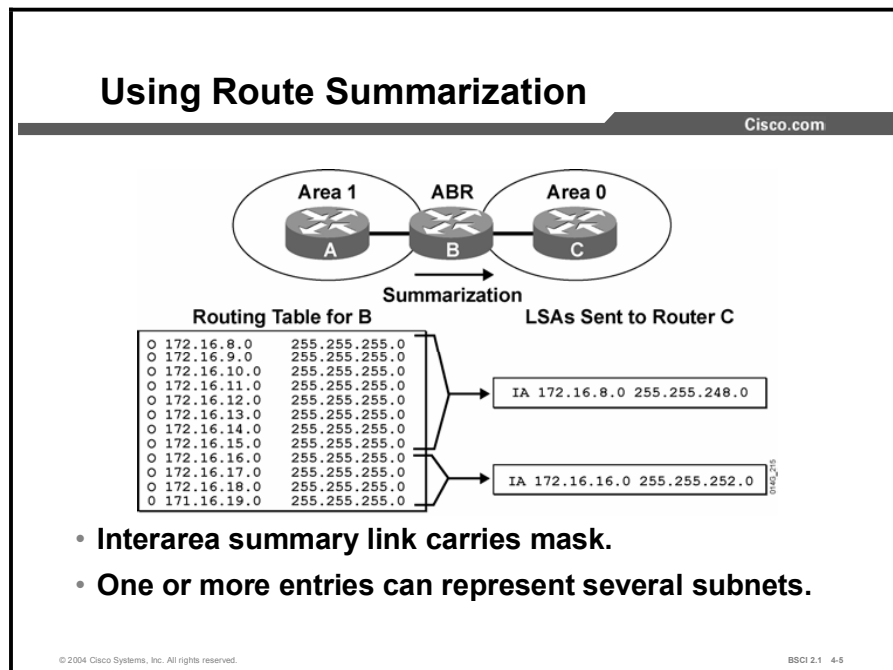 Using Route Summarization
Cisco.com
Area 1 ABR Area 0
A B C
Summarization
Routing Table for B LSAs Sent to Router C
O 172.16.8.0 255.255.255.0
O 172.16.9.0 255.255.255.0
O 172.16.10.0 255.255.255.0
O 172.16.11.0 255.255.255.0
O 172.16.12.0 255.255.255.0
O 172.16.13.0 255.255.255.0
O 172.16.14.0 255.255.255.0
O 172.16.15.0 255.255.255.0
O 172.16.16.0 255.255.255.0
O 172.16.17.0 255.255.255.0
O 172.16.18.0 255.255.255.0
0 171.16.19.0 255.255.255.0
IA 172.16.8.0 255.255.248.0
IA 172.16.16.0 255.255.252.0
014G_215
• Interarea summary link carries mask.
• One or more entries can represent several subnets.
© 2004 Cisco Systems, Inc. All rights reserved. BSCI 2.1 4-5